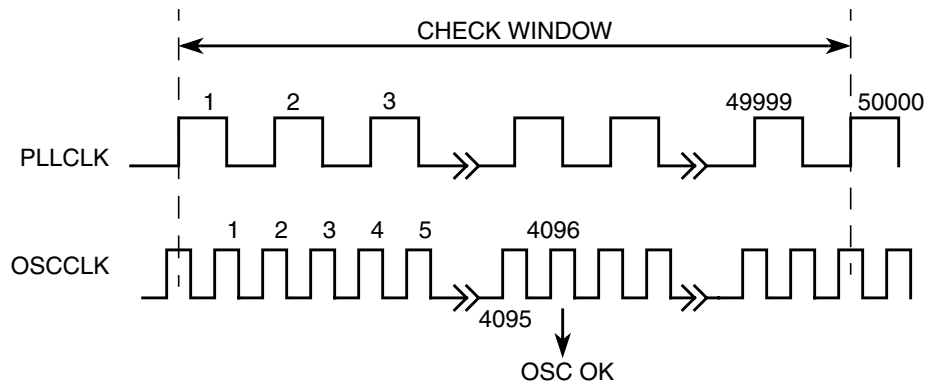 CHECK WINDOW
1 2 3 49999 50000
PLLCLK
1 2 3 4 5 4096
OSCCLK
4095
OSC OK